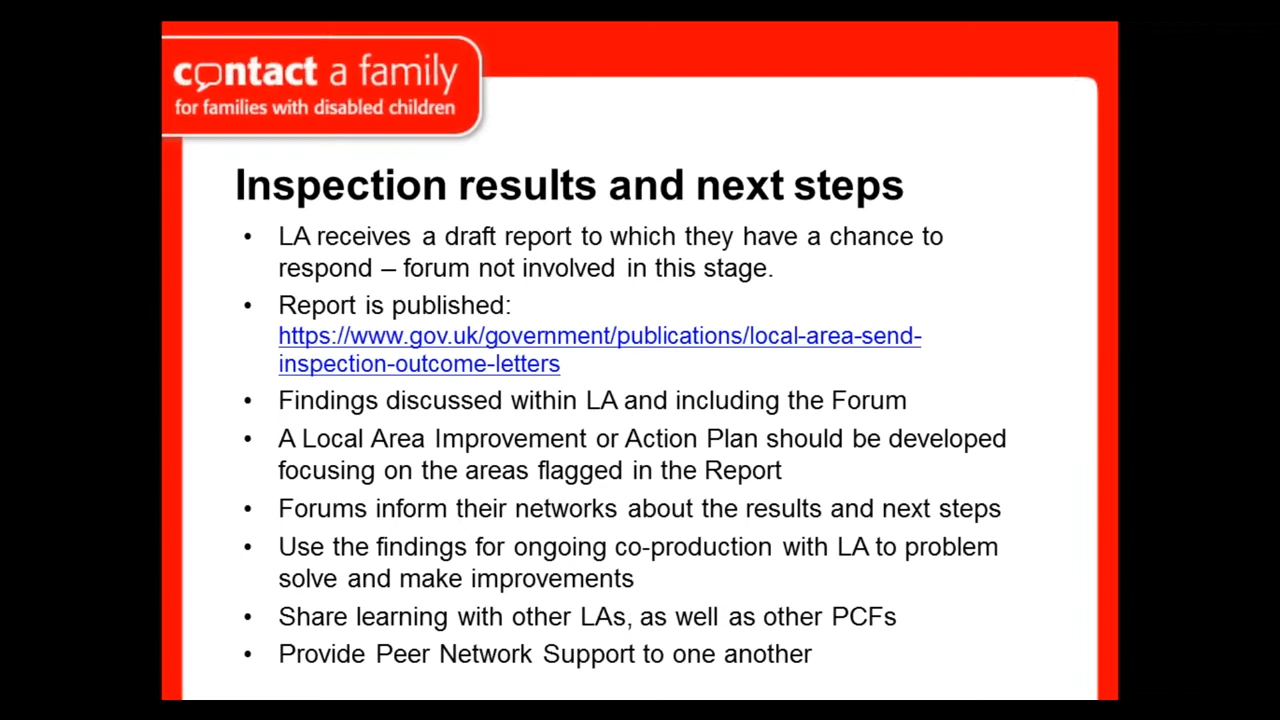 contact a family
for families with disabled children
Inspection results and next steps
• LA receives a draft report to which they have a chance to
respond – forum not involved in this stage.
• Report is published:
https://www.gov.uk/government/publications/local-area-send-
inspection-outcome-letters
• Findings discussed within LA and including the Forum
• A Local Area Improvement or Action Plan should be developed
focusing on the areas flagged in the Report
• Forums inform their networks about the results and next steps
• Use the findings for ongoing co-production with LA to problem
solve and make improvements
• Share learning with other LAs, as well as other PCFs
• Provide Peer Network Support to one another